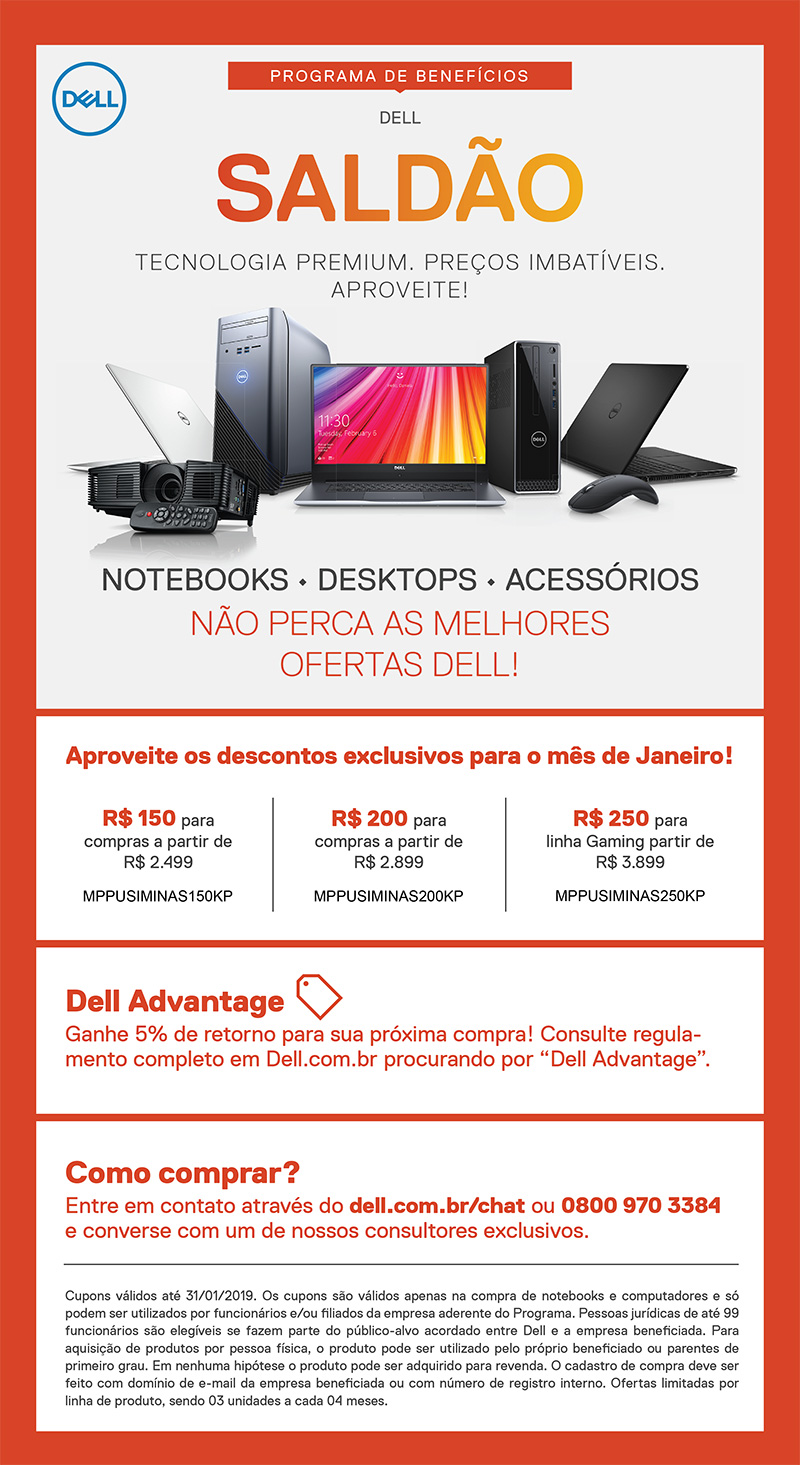 PROGRAMA DE BENEFÍCIOS
DELL
DELL
SALDÃO
TECNOLOGIA PREMIUM. PREÇOS IMBATÍVEIS.
APROVEITE!
DELL
11:30
Tuesday, February 6
DELL
DELL
NOTEBOOKS • DESKTOPS • ACESSÓRIOS
NÃO PERCA AS MELHORES
OFERTAS DELL!
Aproveite os descontos exclusivos para o mês de Janeiro!
R$ 150 para
compras a partir de
R$ 2.499
MPPUSIMINAS150KP
R$ 200 para
compras a partir de
R$ 2.899
MPPUSIMINAS200KP
R$ 250 para
linha Gaming partir de
R$ 3.899
MPPUSIMINAS250KP
Dell Advantage
Ganhe 5% de retorno para sua próxima compra! Consulte regula-
mento completo em Dell.com.br procurando por “Dell Advantage”.
Como comprar?
Entre em contato através do dell.com.br/chat ou 0800 970 3384
e converse com um de nossos consultores exclusivos.
Cupons válidos até 31/01/2019. Os cupons são válidos apenas na compra de notebooks e computadores e só
podem ser utilizados por funcionários e/ou filiados da empresa aderente do Programa. Pessoas jurídicas de até 99
funcionários são elegíveis se fazem parte do público-alvo acordado entre Dell e a empresa beneficiada. Para
aquisição de produtos por pessoa física, o produto pode ser utilizado pelo próprio beneficiado ou parentes de
primeiro grau. Em nenhuma hipótese o produto pode ser adquirido para revenda. O cadastro de compra deve ser
feito com domínio de e-mail da empresa beneficiada ou com número de registro interno. Ofertas limitadas por
linha de produto, sendo 03 unidades a cada 04 meses.